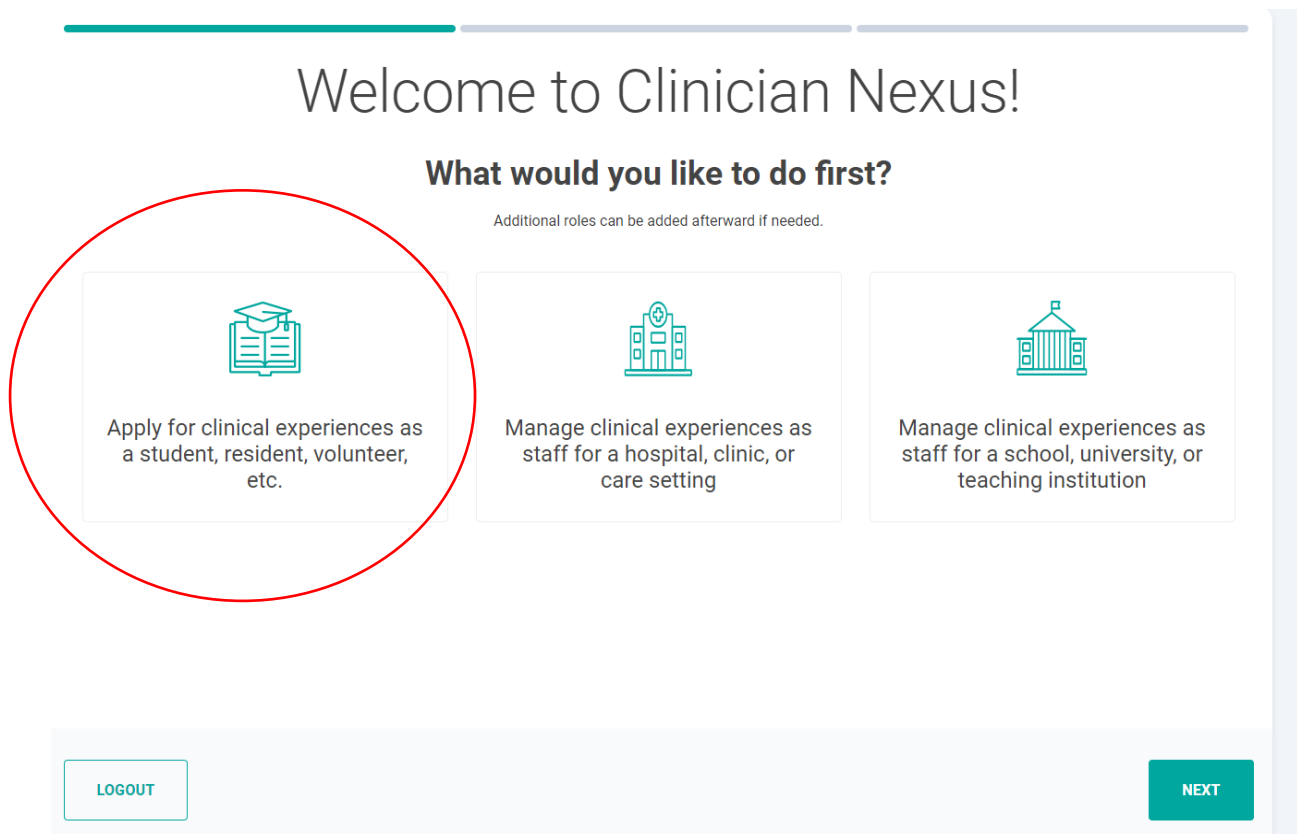 Welcome to Clinician Nexus!
What would you like to do first?
Additional roles can be added afterward if needed.
Apply for clinical experiences as
a student, resident, volunteer,
etc.
Manage clinical experiences as
staff for a hospital, clinic, or
care setting
Manage clinical experiences as
staff for a school, university, or
teaching institution
LOGOUT
NEXT